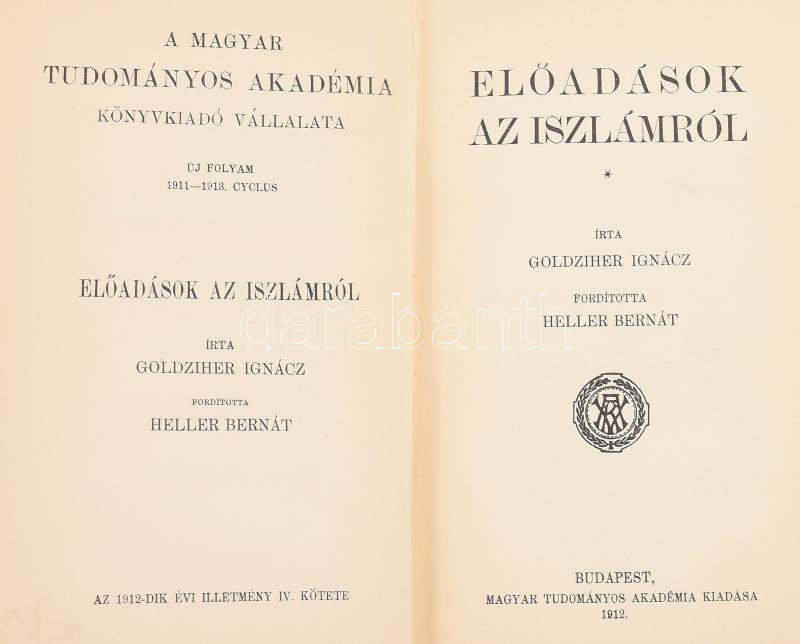 A MAGYAR
TUDOMÁNYOS AKADÉMIA
KÖNYVKIADÓ VÁLLALATA
ÚJ FOLYAM
1911—1913. CYCLUS
ELŐADÁSOK AZ ISZLÁMRÓL
ÍRTA
GOLDZIHER IGNÁCZ
FORDÍTOTTA
HELLER BERNÁT
AZ 1912-DIK ÉVI ILLETMÉNY IV. KÖTETE
ELŐADÁSOK
AZ ISZLÁMRÓL
*
ÍRTA
GOLDZIHER IGNÁCZ
FORDÍTOTTA
HELLER BERNÁT
BUDAPEST,
MAGYAR TUDOMÁNYOS AKADÉMIA KIADÁSA
1912.
darabanth